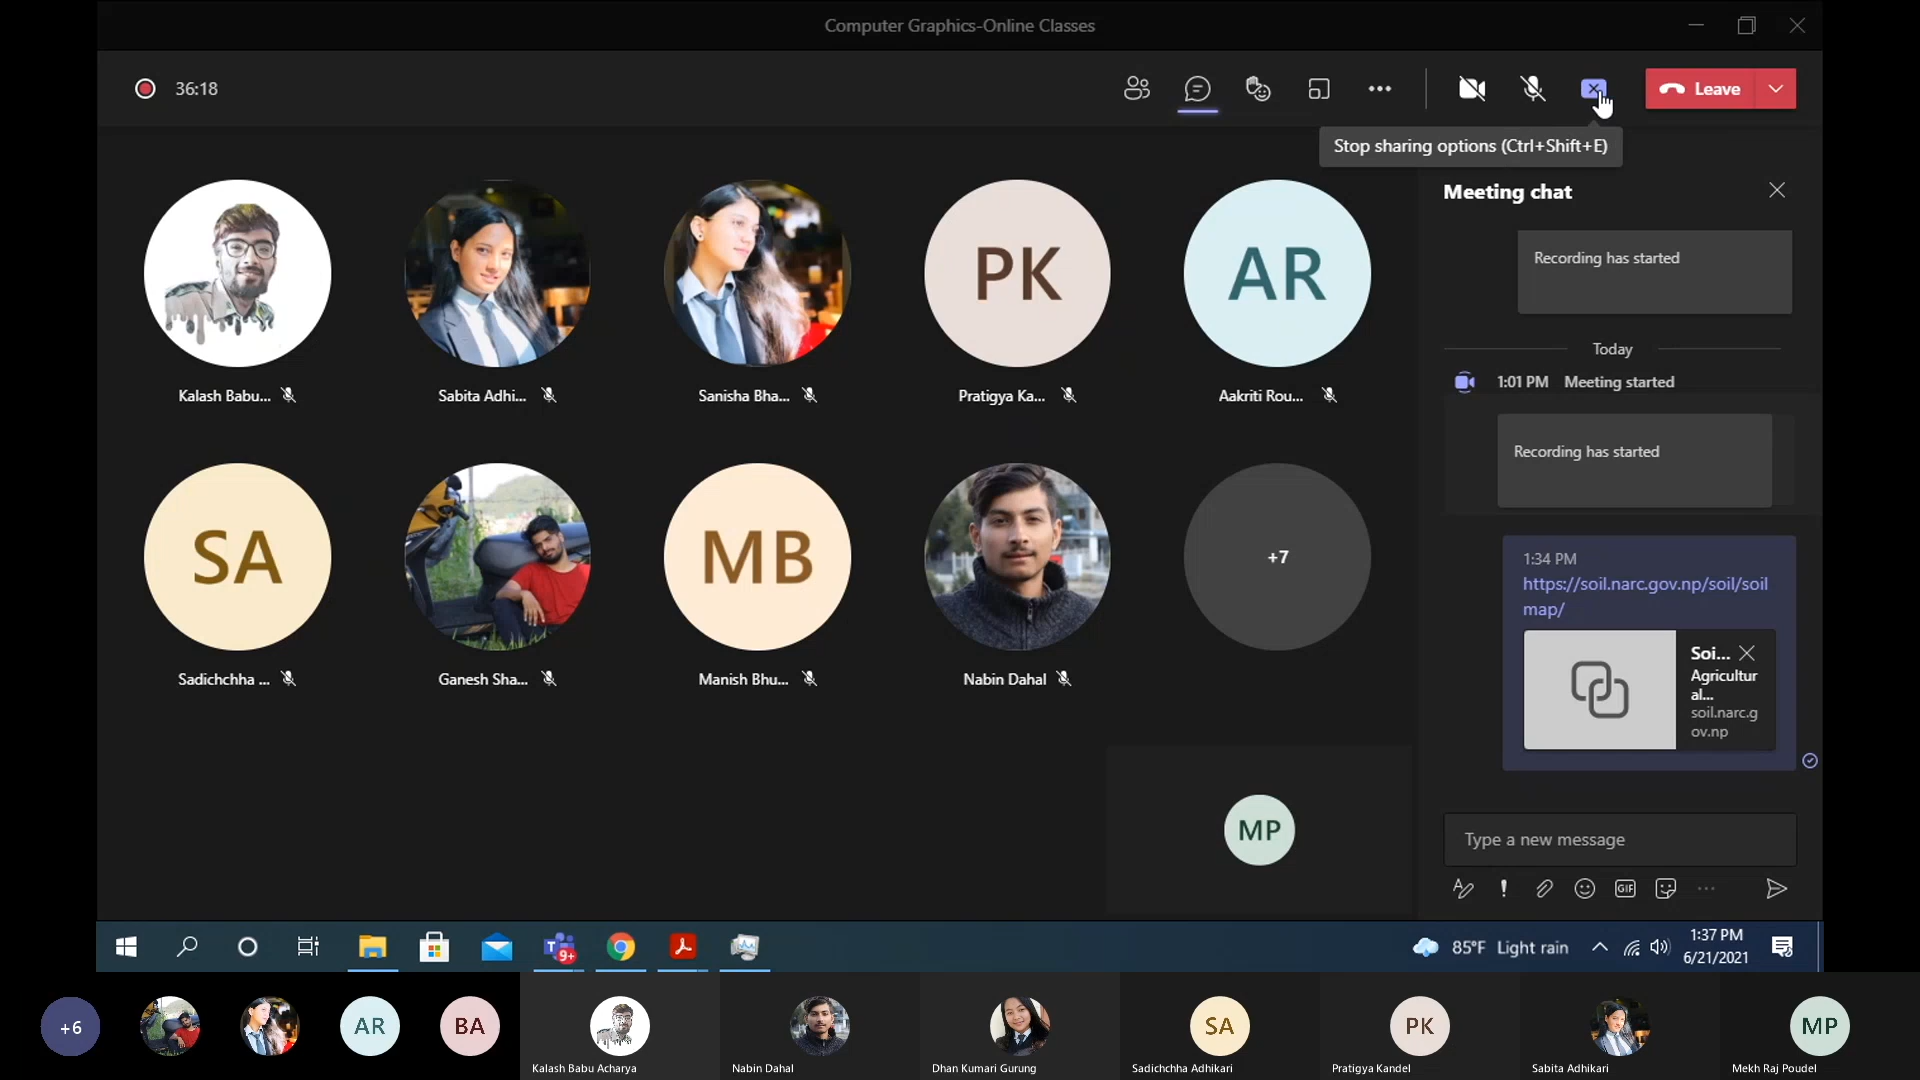 Computer Graphics-Online Classes
36:18
Leave
Stop sharing options (Ctrl+Shift+E)
Meeting chat
Recording has started
Today
1:01 PM Meeting started
Recording has started
1:34 PM
https://soil.narc.gov.np/soil/soil
map/
Soi...
Agricultur
al...
soil.narc.g
ov.np
Type a new message
GIF
PK
AR
Kalash Babu...
Sabita Adhi...
Sanisha Bha...
Pratigya Ka...
Aakriti Rou...
SA
MB
+7
Sadichchha ...
Ganesh Sha...
Manish Bhu...
Nabin Dahal
MP
9+
85°F Light rain
1:37 PM
6/21/2021
+6
AR
BA
SA
PK
MP
Kalash Babu Acharya
Nabin Dahal
Dhan Kumari Gurung
Sadichchha Adhikari
Pratigya Kandel
Sabita Adhikari
Mekh Raj Poudel